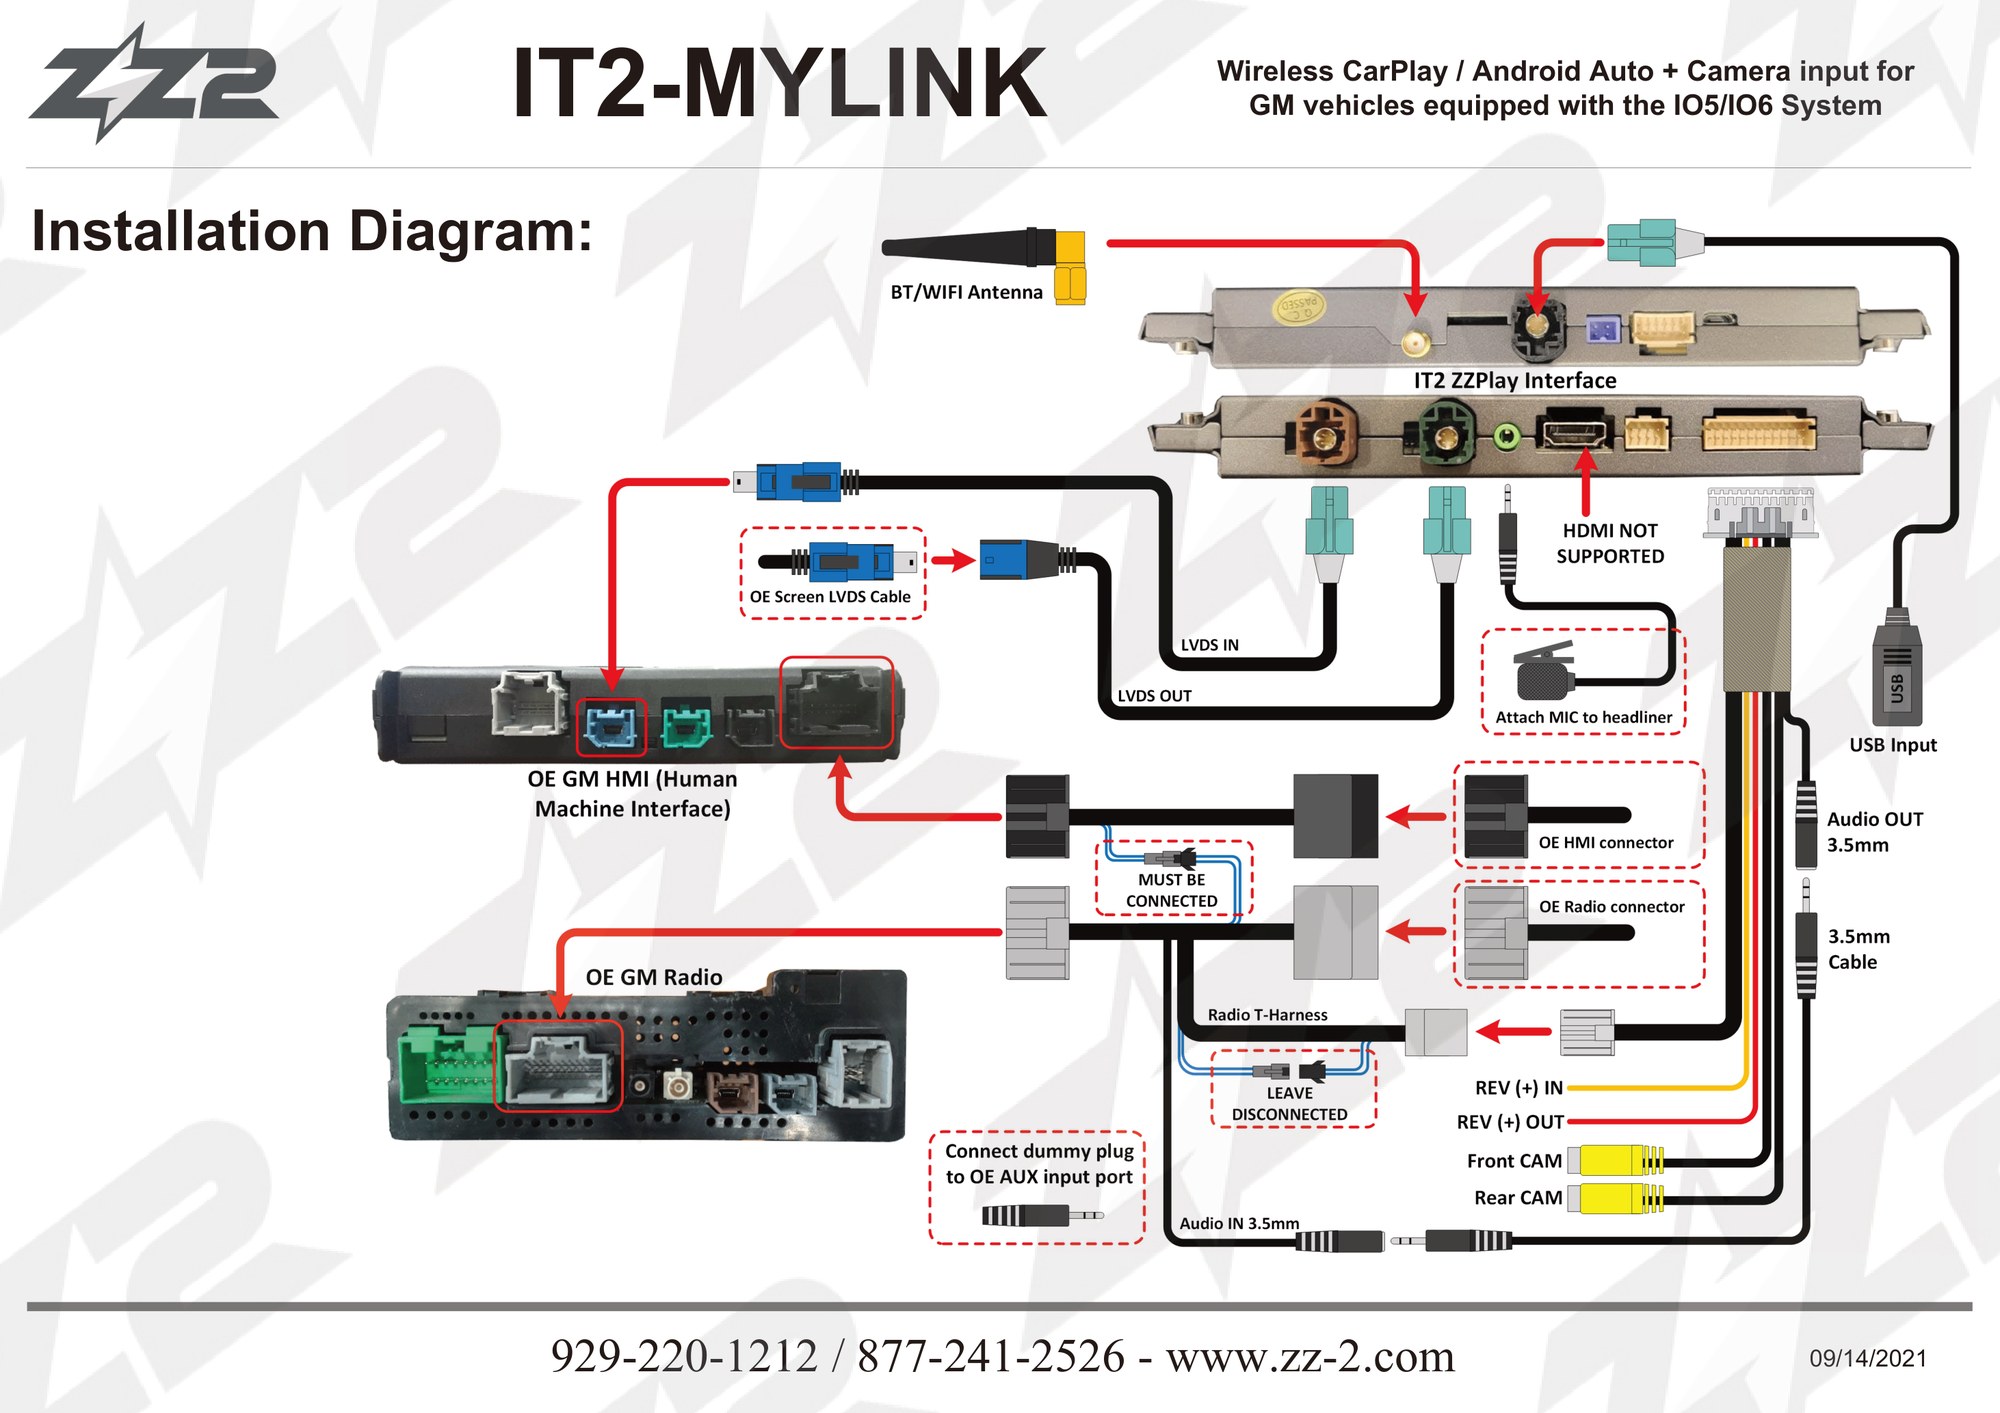 ZZ2
IT2-MYLINK
Wireless CarPlay / Android Auto + Camera input for
GM vehicles equipped with the IO5/IO6 System
Installation Diagram:
BT/WIFI Antenna
Q.C
PASSED
IT2 ZZPlay Interface
HDMI NOT
SUPPORTED
OE Screen LVDS Cable
LVDS IN
LVDS OUT
Attach MIC to headliner
USB
USB Input
OE GM HMI (Human
Machine Interface)
OE HMI connector
MUST BE
CONNECTED
OE Radio connector
Audio OUT
3.5mm
3.5mm
Cable
OE GM Radio
Radio T-Harness
LEAVE
DISCONNECTED
REV (+) IN
REV (+) OUT
Front CAM
Rear CAM
Connect dummy plug
to OE AUX input port
Audio IN 3.5mm
929-220-1212 / 877-241-2526 - www.zz-2.com
09/14/2021